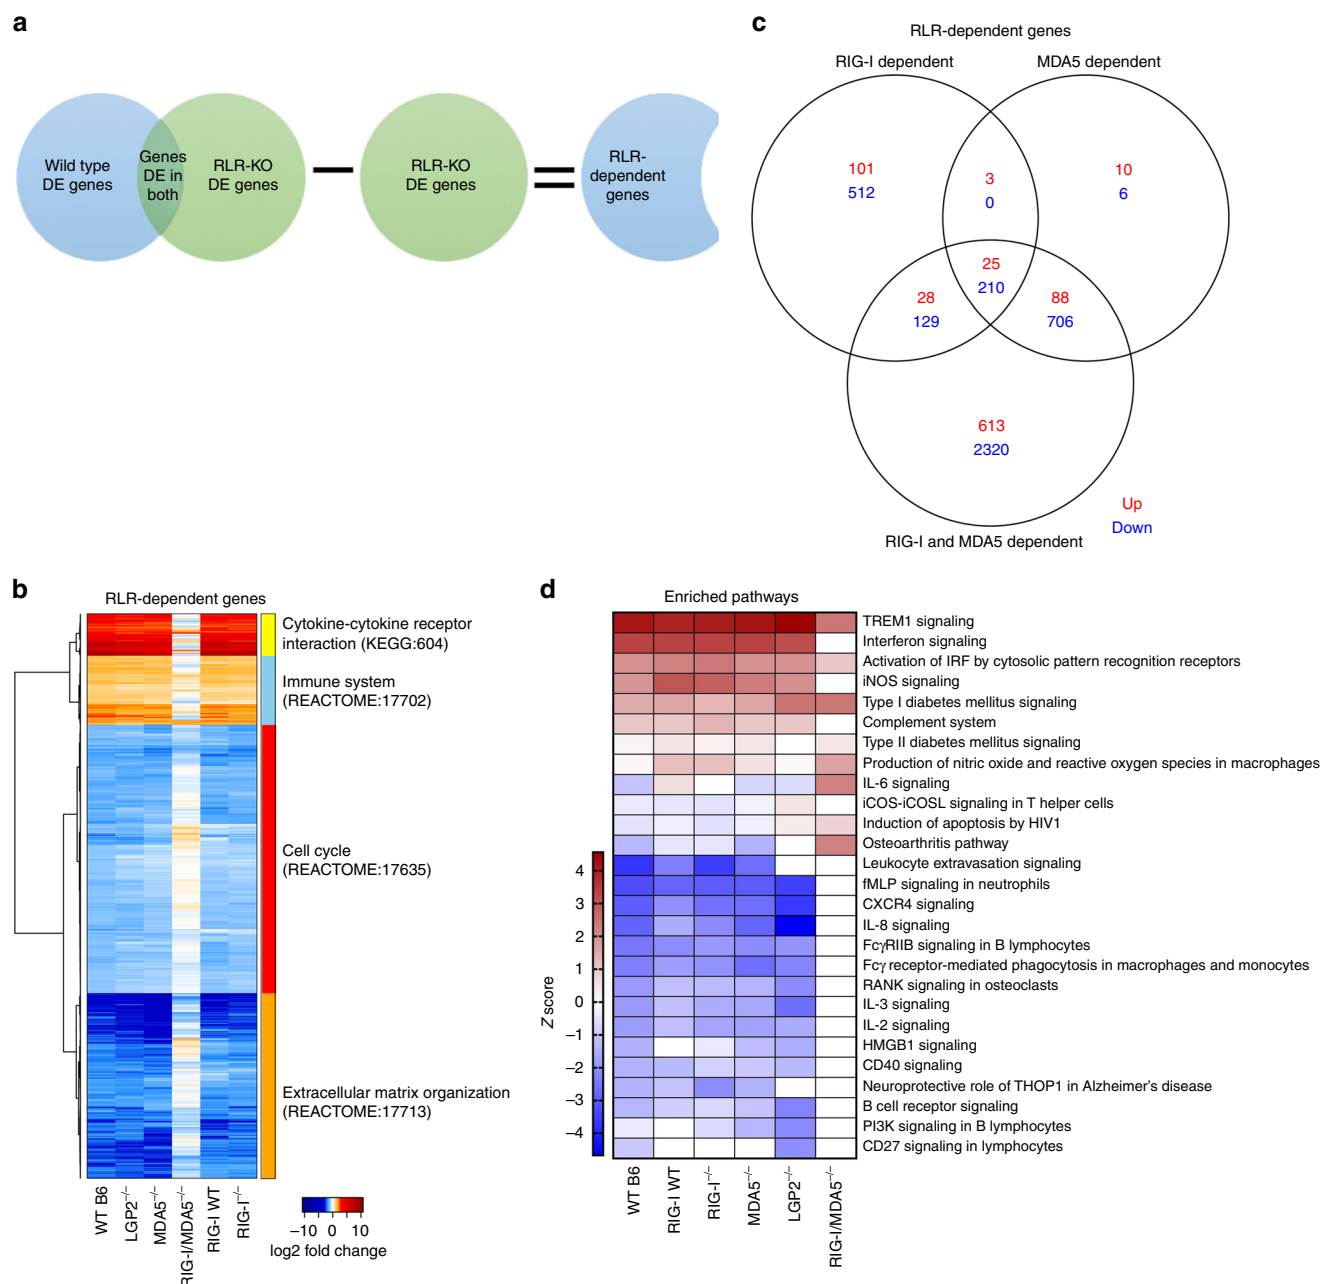 a
Wild type
DE genes
Genes
DE in
both
RLR-KO
DE genes
RLR-KO
DE genes
RLR-
dependent
genes
c
RLR-dependent genes
RIG-I dependent
MDA5 dependent
101
512
3
0
10
6
25
210
28
129
88
706
613
2320
Up
Down
RIG-I and MDA5 dependent
b
RLR-dependent genes
Cytokine-cytokine receptor
interaction (KEGG:604)
Immune system
(REACTOME:17702)
Cell cycle
(REACTOME:17635)
Extracellular matrix organization
(REACTOME:17713)
WT B6
LGP2−/−
MDA5−/−
RIG-I/MDA5−/−
RIG-I WT
RIG-I−/−
−10 0 10
log2 fold change
d
Enriched pathways
TREM1 signaling
Interferon signaling
Activation of IRF by cytosolic pattern recognition receptors
iNOS signaling
Type I diabetes mellitus signaling
Complement system
Type II diabetes mellitus signaling
Production of nitric oxide and reactive oxygen species in macrophages
IL-6 signaling
iCOS-iCOSL signaling in T helper cells
Induction of apoptosis by HIV1
Osteoarthritis pathway
Leukocyte extravasation signaling
fMLP signaling in neutrophils
CXCR4 signaling
IL-8 signaling
FcγRIIB signaling in B lymphocytes
Fcγ receptor-mediated phagocytosis in macrophages and monocytes
RANK signaling in osteoclasts
IL-3 signaling
IL-2 signaling
HMGB1 signaling
CD40 signaling
Neuroprotective role of THOP1 in Alzheimer's disease
B cell receptor signaling
PI3K signaling in B lymphocytes
CD27 signaling in lymphocytes
Z score
4
3
2
1
0
−1
−2
−3
−4
WT B6
RIG-I WT
RIG-I−/−
MDA5−/−
LGP2−/−
RIG-I/MDA5−/−